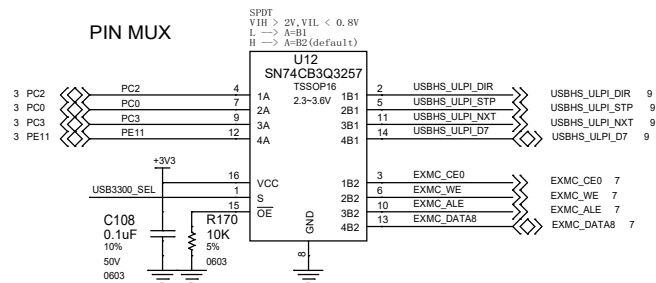 SPDT
VIH > 2V,VIL < 0.8V
L --> A=B1
H --> A=B2(default)
PIN MUX
U12
SN74CB3Q3257
TSSOP16
2.3~3.6V
3 PC2 PC2 4 1A 1B1 2 USBHS_ULPI_DIR USBHS_ULPI_DIR 9
3 PC0 PC0 7 2A 2B1 5 USBHS_ULPI_STP USBHS_ULPI_STP 9
3 PC3 PC3 9 3A 3B1 11 USBHS_ULPI_NXT USBHS_ULPI_NXT 9
3 PE11 PE11 12 4A 4B1 14 USBHS_ULPI_D7 USBHS_ULPI_D7 9
+3V3
16 VCC 1B2 3 EXMC_CE0 EXMC_CE0 7
USB3300_SEL 1 S 2B2 6 EXMC_WE EXMC_WE 7
15 OE 3B2 10 EXMC_ALE EXMC_ALE 7
4B2 13 EXMC_DATA8 EXMC_DATA8 7
GND
8
C108
0.1uF
10%
50V
0603
R170
10K
5%
0603